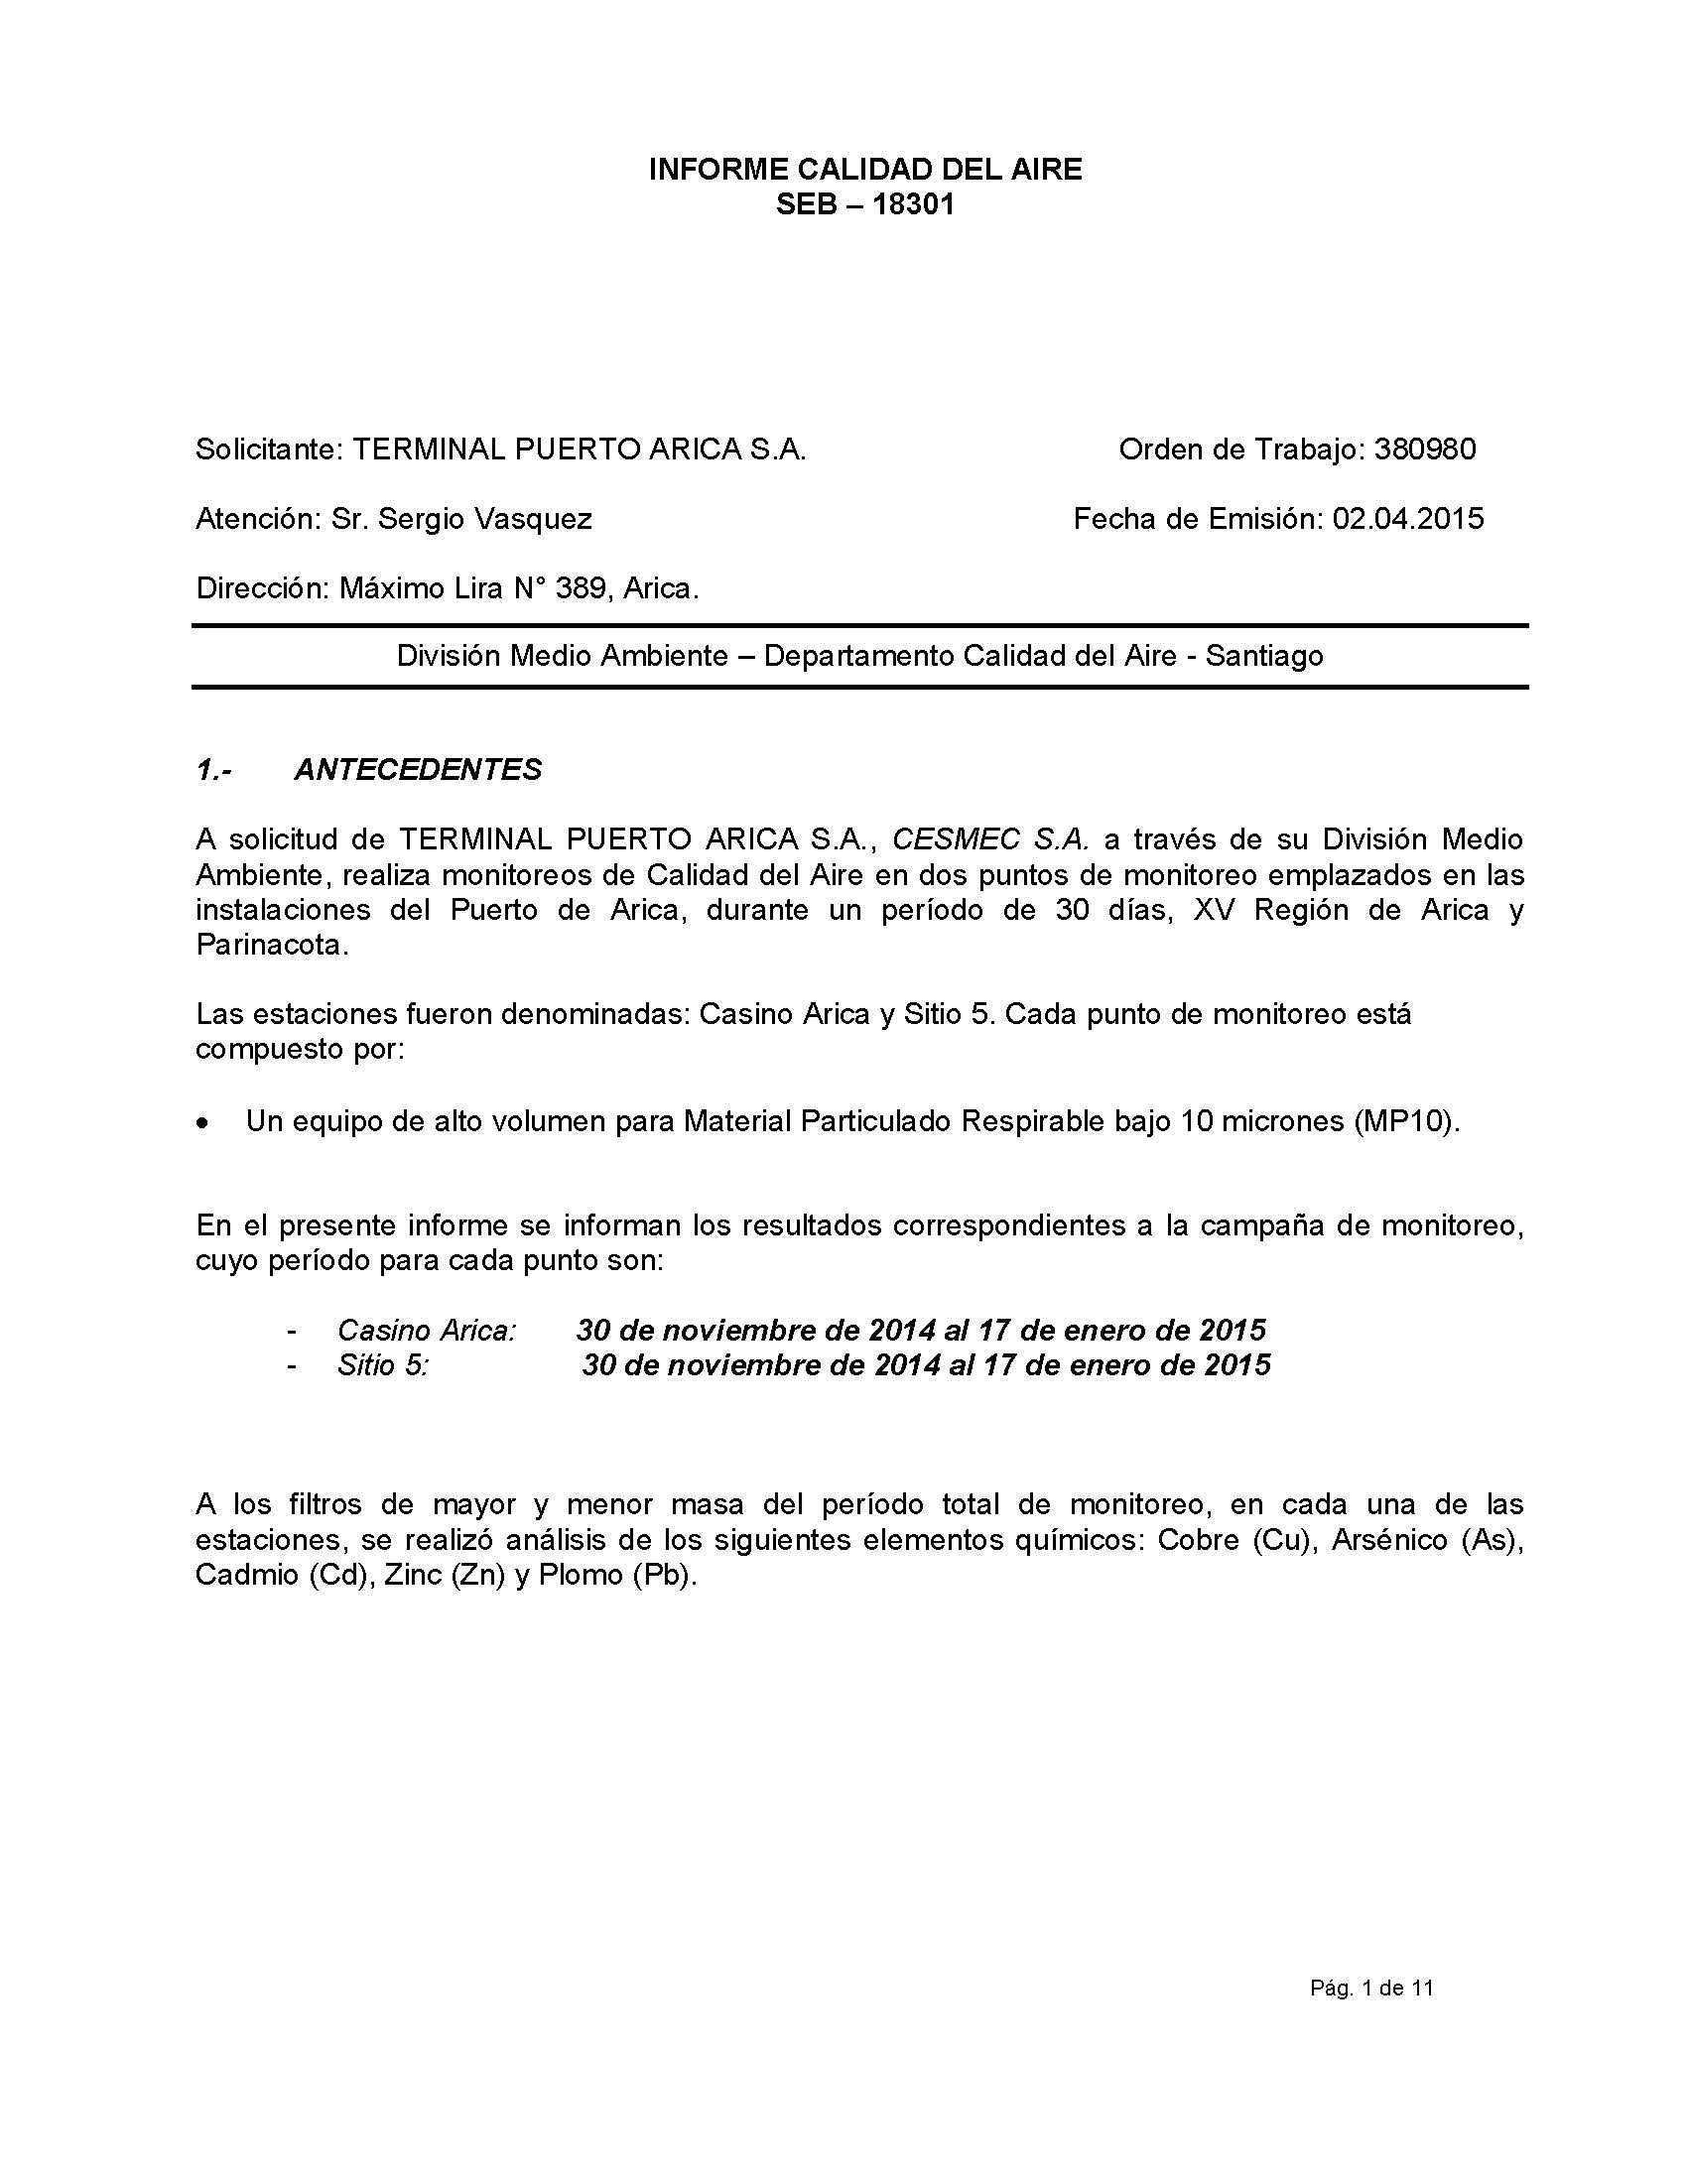 INFORME CALIDAD DEL AIRE
SEB – 18301
Solicitante: TERMINAL PUERTO ARICA S.A. Orden de Trabajo: 380980
Atención: Sr. Sergio Vasquez Fecha de Emisión: 02.04.2015
Dirección: Máximo Lira N° 389, Arica.
División Medio Ambiente – Departamento Calidad del Aire - Santiago
1.- ANTECEDENTES
A solicitud de TERMINAL PUERTO ARICA S.A., CESMEC S.A. a través de su División Medio
Ambiente, realiza monitoreos de Calidad del Aire en dos puntos de monitoreo emplazados en las
instalaciones del Puerto de Arica, durante un período de 30 días, XV Región de Arica y
Parinacota.
Las estaciones fueron denominadas: Casino Arica y Sitio 5. Cada punto de monitoreo está
compuesto por:
• Un equipo de alto volumen para Material Particulado Respirable bajo 10 micrones (MP10).
En el presente informe se informan los resultados correspondientes a la campaña de monitoreo,
cuyo período para cada punto son:
- Casino Arica: 30 de noviembre de 2014 al 17 de enero de 2015
- Sitio 5: 30 de noviembre de 2014 al 17 de enero de 2015
A los filtros de mayor y menor masa del período total de monitoreo, en cada una de las
estaciones, se realizó análisis de los siguientes elementos químicos: Cobre (Cu), Arsénico (As),
Cadmio (Cd), Zinc (Zn) y Plomo (Pb).
Pág. 1 de 11